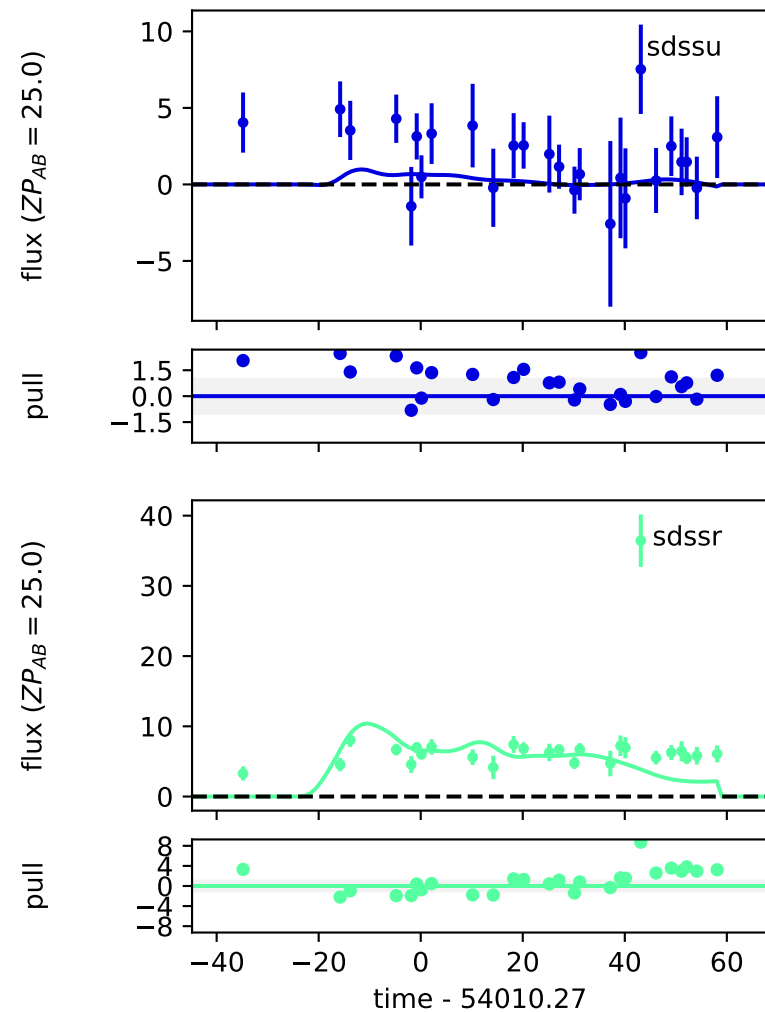 10
sdssu
5
0
−5
flux (ZP_AB = 25.0)
1.5
0.0
−1.5
pull
40
sdssr
30
20
10
0
flux (ZP_AB = 25.0)
8
4
0
−4
−8
pull
−40 −20 0 20 40 60
time - 54010.27